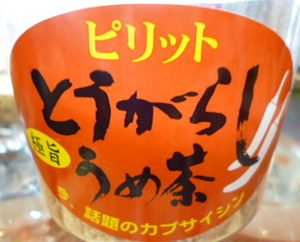 ピリット
とうがらし
極旨
うめ茶
今、話題のカプサイシン